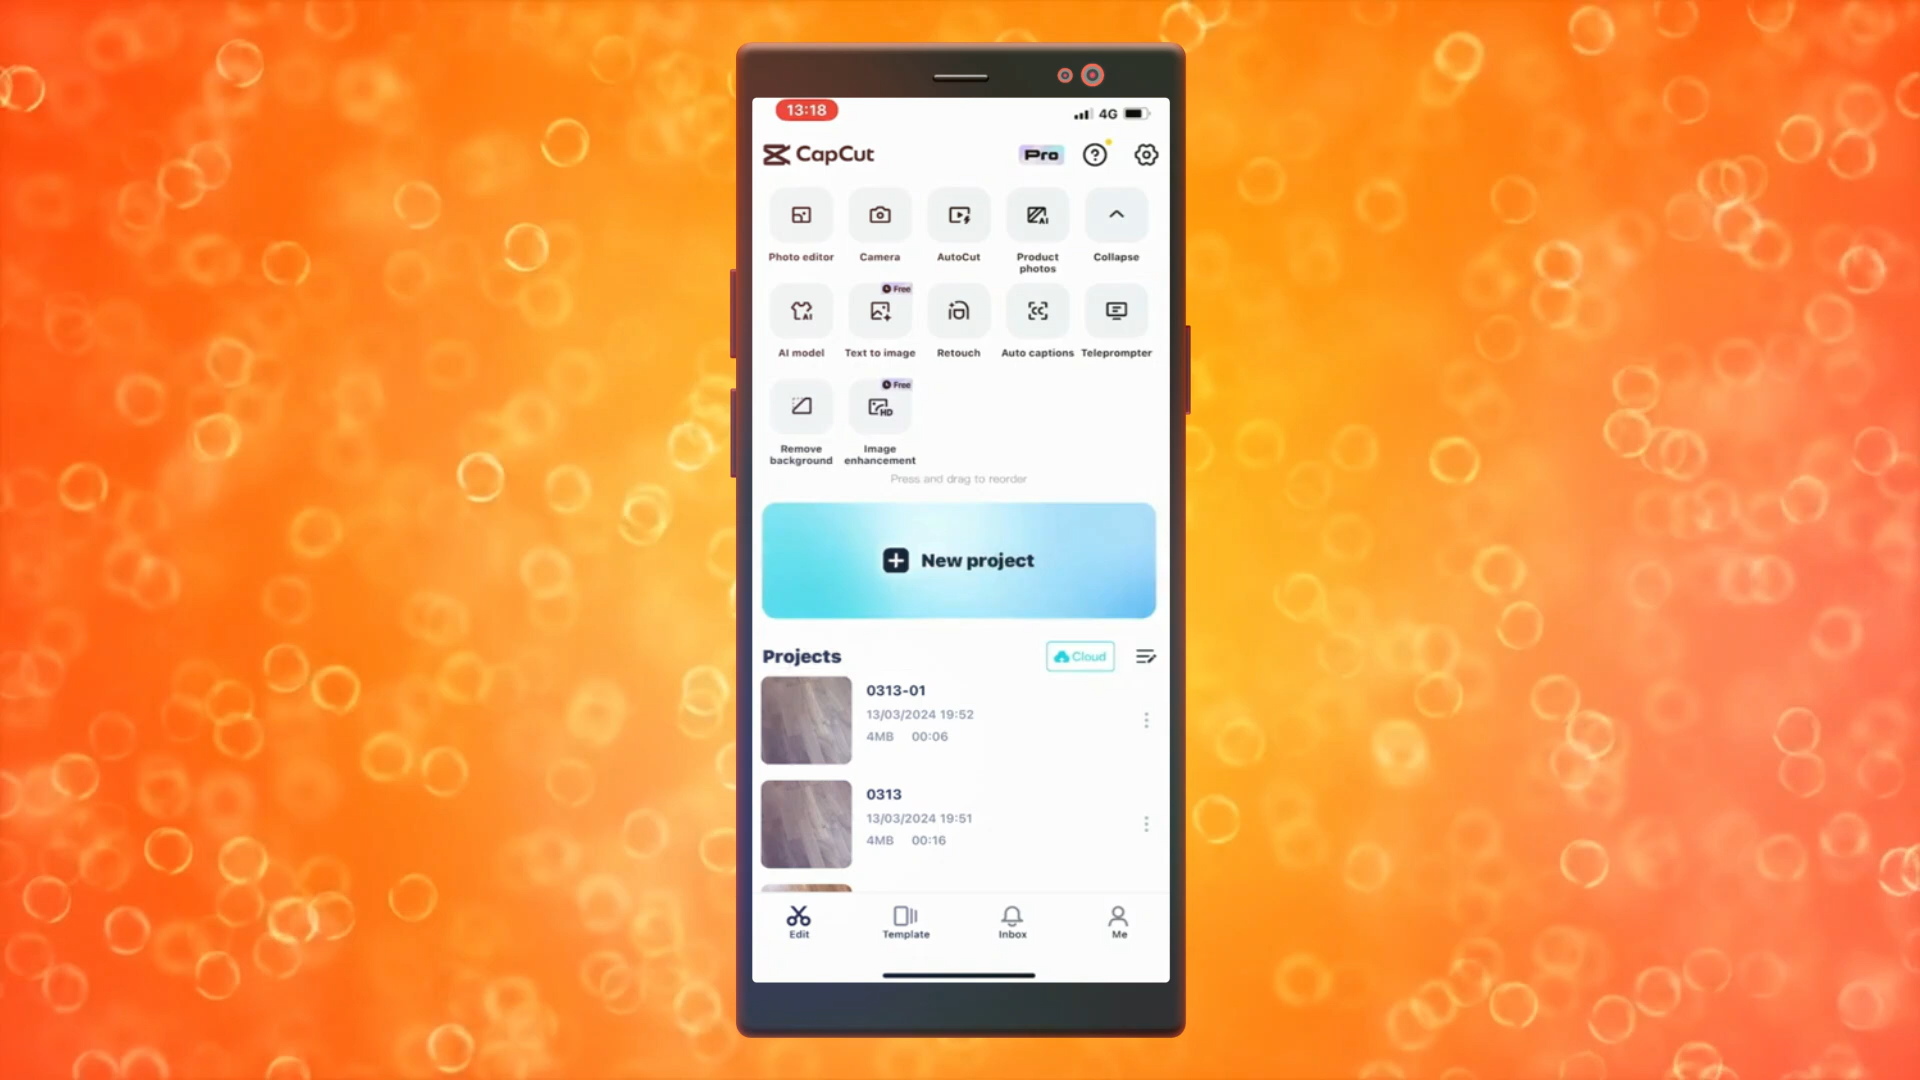 13:18
4G
CapCut
Pro
Photo editor
Camera
AutoCut
Product
photos
Collapse
AI
AI model
Free
Text to image
Retouch
CC
Auto captions
Teleprompter
Remove
background
Free
HD
Image
enhancement
Press and drag to reorder
New project
Projects
Cloud
0313-01
13/03/2024 19:52
4MB 00:06
0313
13/03/2024 19:51
4MB 00:16
Edit
Template
Inbox
Me